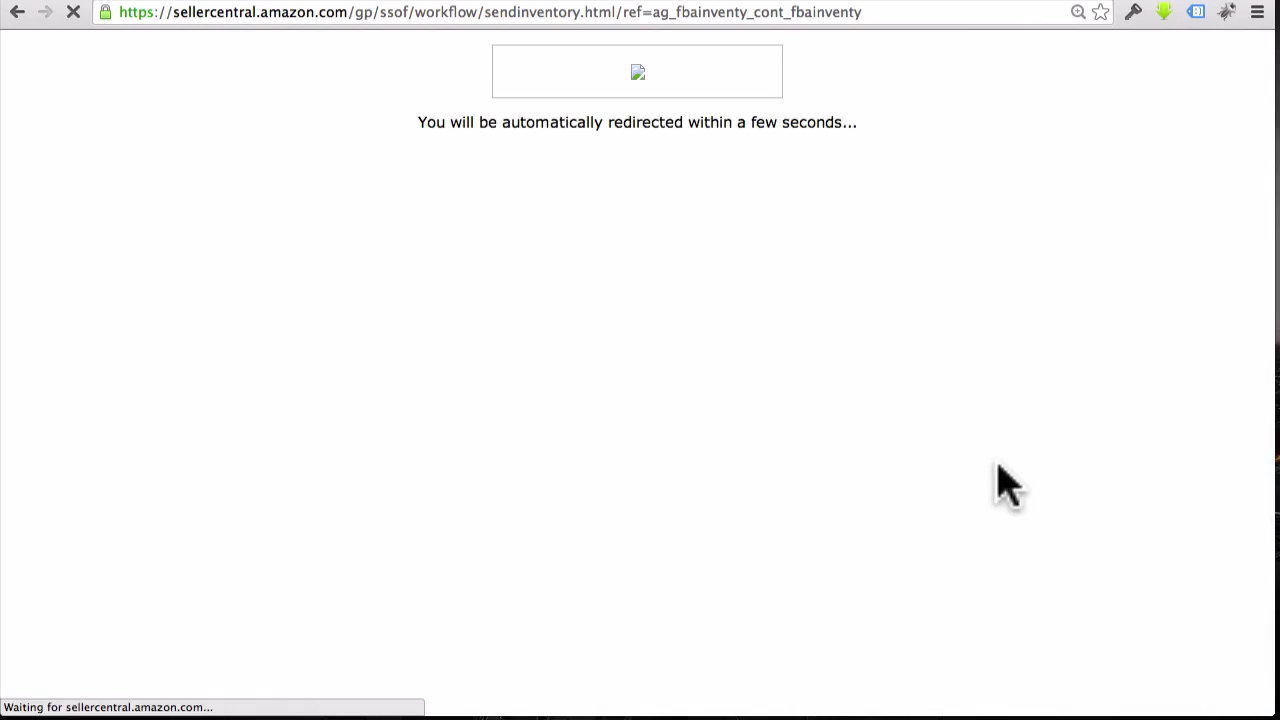 https://sellercentral.amazon.com/gp/ssof/workflow/sendinventory.html/ref=ag_fbainventy_cont_fbainventy
You will be automatically redirected within a few seconds...
Waiting for sellercentral.amazon.com...